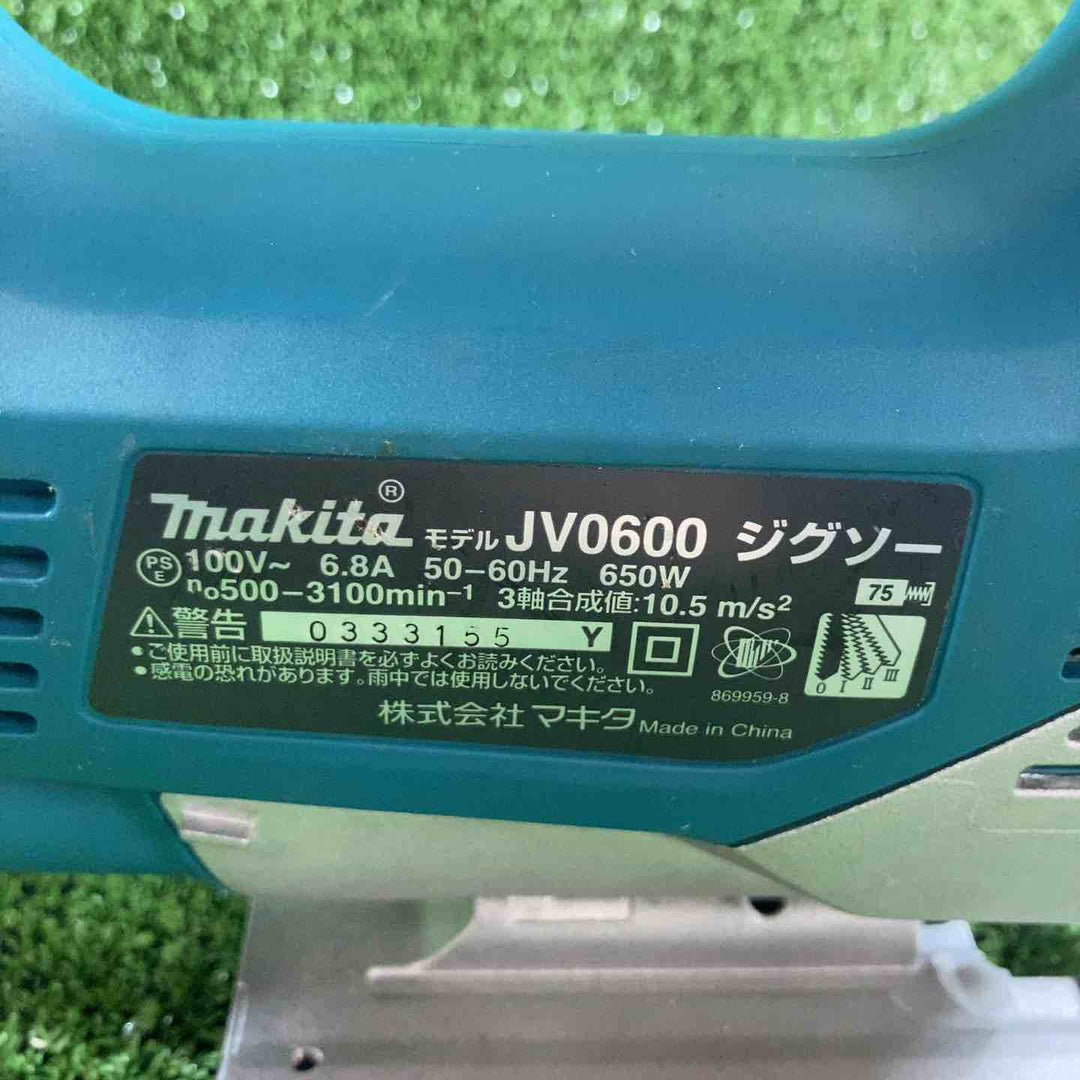 makita® モデル JV0600 ジグソー
PSE 100V~ 6.8A 50-60Hz 650W
n₀500-3100min⁻¹ 3軸合成値:10.5 m/s²
75
警告 0333155 Y
•ご使用前に取扱説明書を必ずよくお読みください。
•感電の恐れがあります。雨中では使用しないでください。
869959-8
0 I II III
株式会社 マキタ Made in China